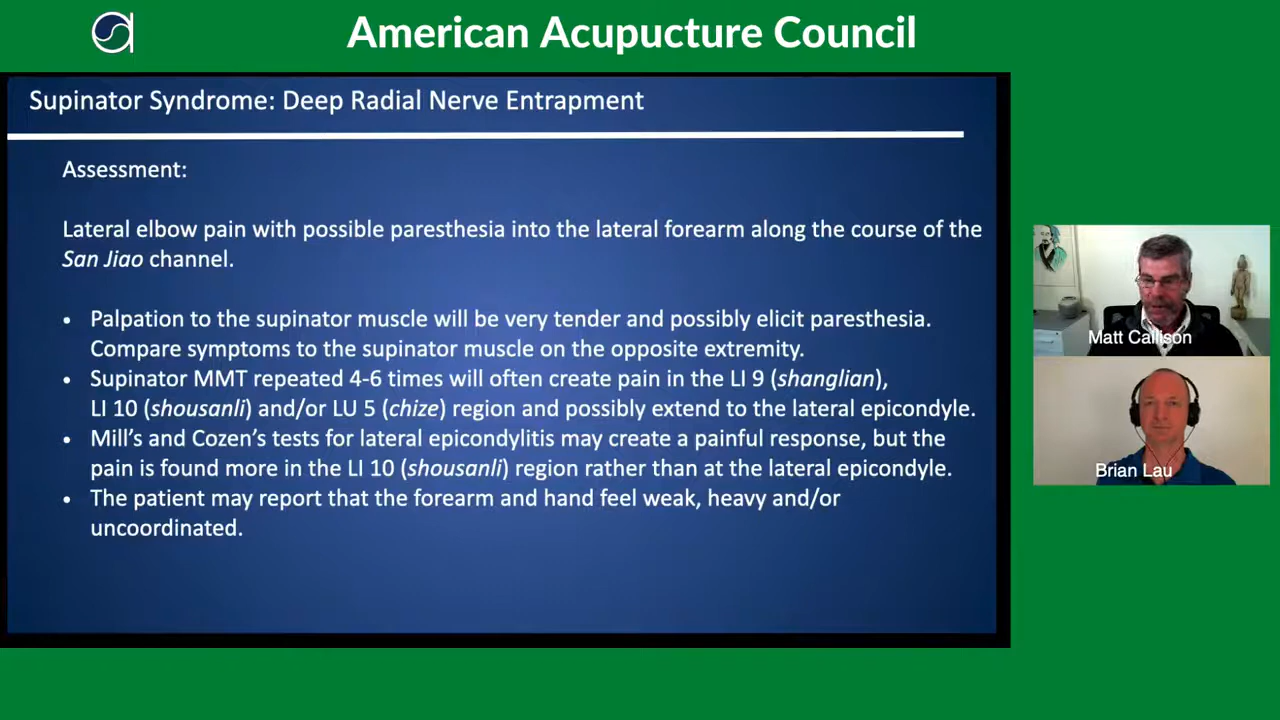 American Acupucture Council
Supinator Syndrome: Deep Radial Nerve Entrapment
Assessment:
Lateral elbow pain with possible paresthesia into the lateral forearm along the course of the
San Jiao channel.
• Palpation to the supinator muscle will be very tender and possibly elicit paresthesia.
Compare symptoms to the supinator muscle on the opposite extremity.
• Supinator MMT repeated 4-6 times will often create pain in the LI 9 (shanglian),
LI 10 (shousanli) and/or LU 5 (chize) region and possibly extend to the lateral epicondyle.
• Mill's and Cozen's tests for lateral epicondylitis may create a painful response, but the
pain is found more in the LI 10 (shousanli) region rather than at the lateral epicondyle.
• The patient may report that the forearm and hand feel weak, heavy and/or
uncoordinated.
Matt Callison
Brian Lau